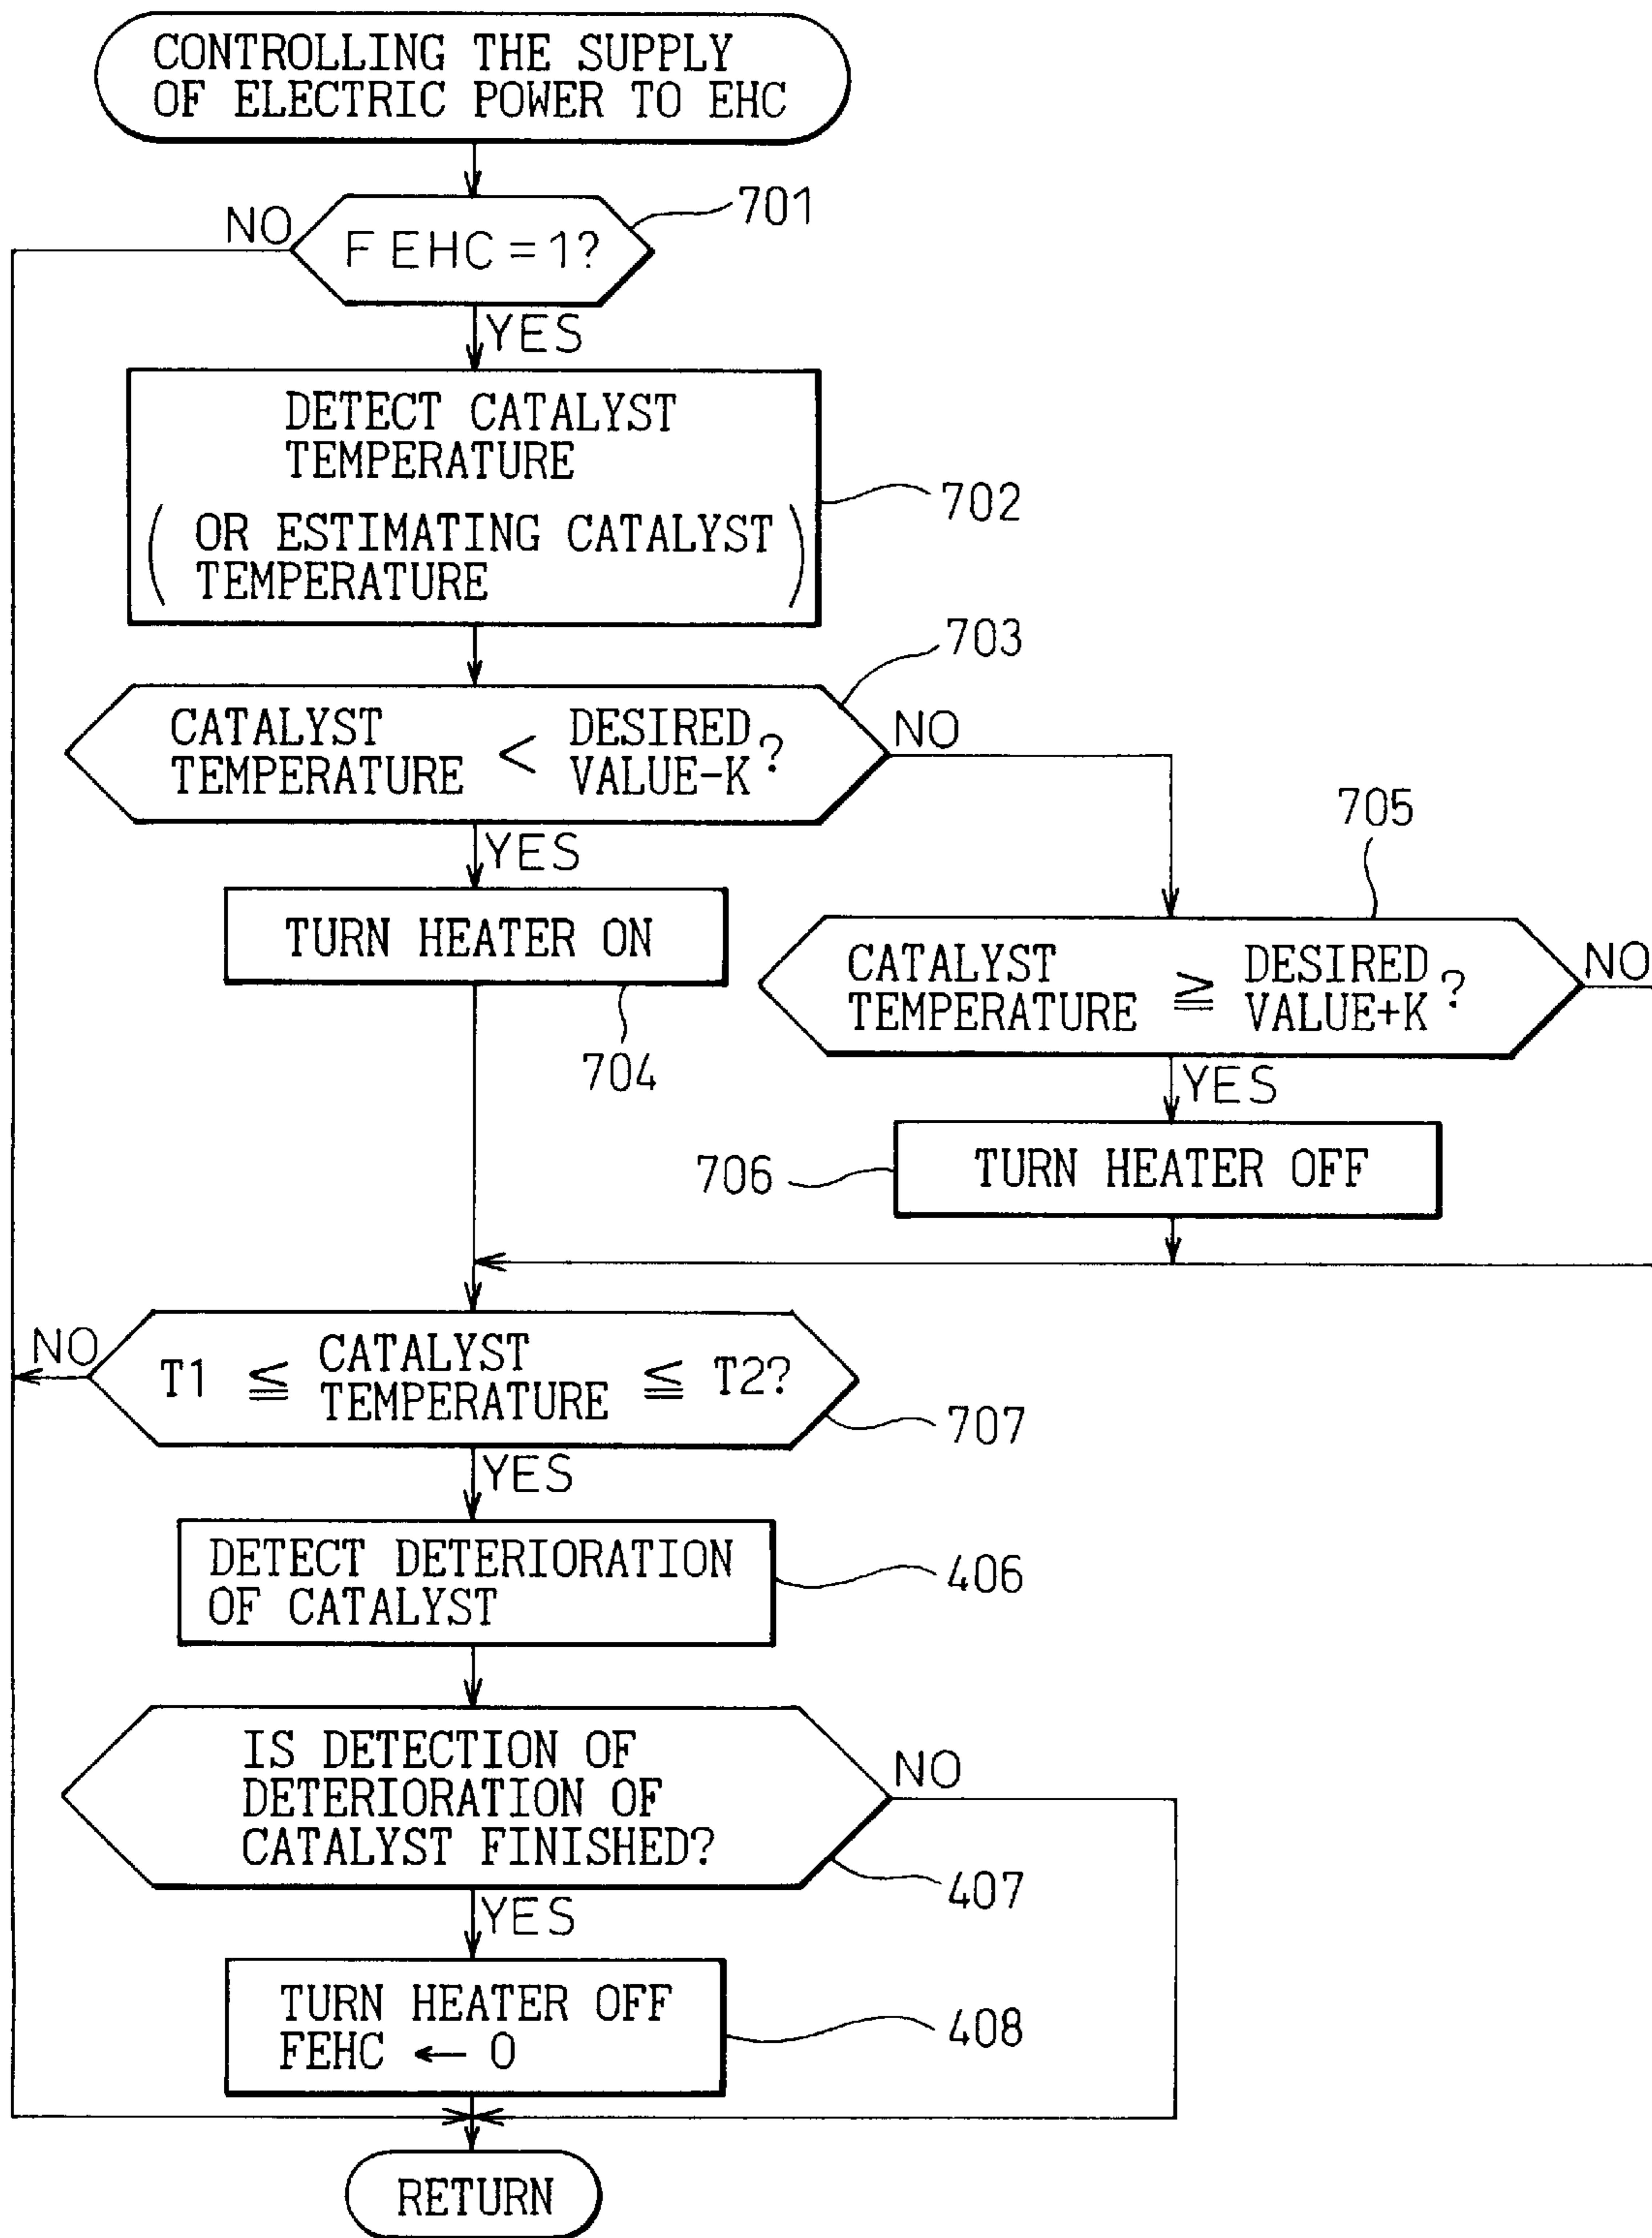 CONTROLLING THE SUPPLY
OF ELECTRIC POWER TO EHC
701
NO
F EHC = 1?
YES
DETECT CATALYST
TEMPERATURE
( OR ESTIMATING CATALYST
TEMPERATURE )
702
703
CATALYST
TEMPERATURE < DESIRED
VALUE-K ?
NO
YES
705
TURN HEATER ON
704
CATALYST
TEMPERATURE ≧ DESIRED
VALUE+K ?
NO
YES
706
TURN HEATER OFF
NO
T1 ≦ CATALYST
TEMPERATURE ≦ T2?
707
YES
DETECT DETERIORATION
OF CATALYST
406
IS DETECTION OF
DETERIORATION OF
CATALYST FINISHED?
NO
407
YES
TURN HEATER OFF
FEHC ← 0
408
RETURN